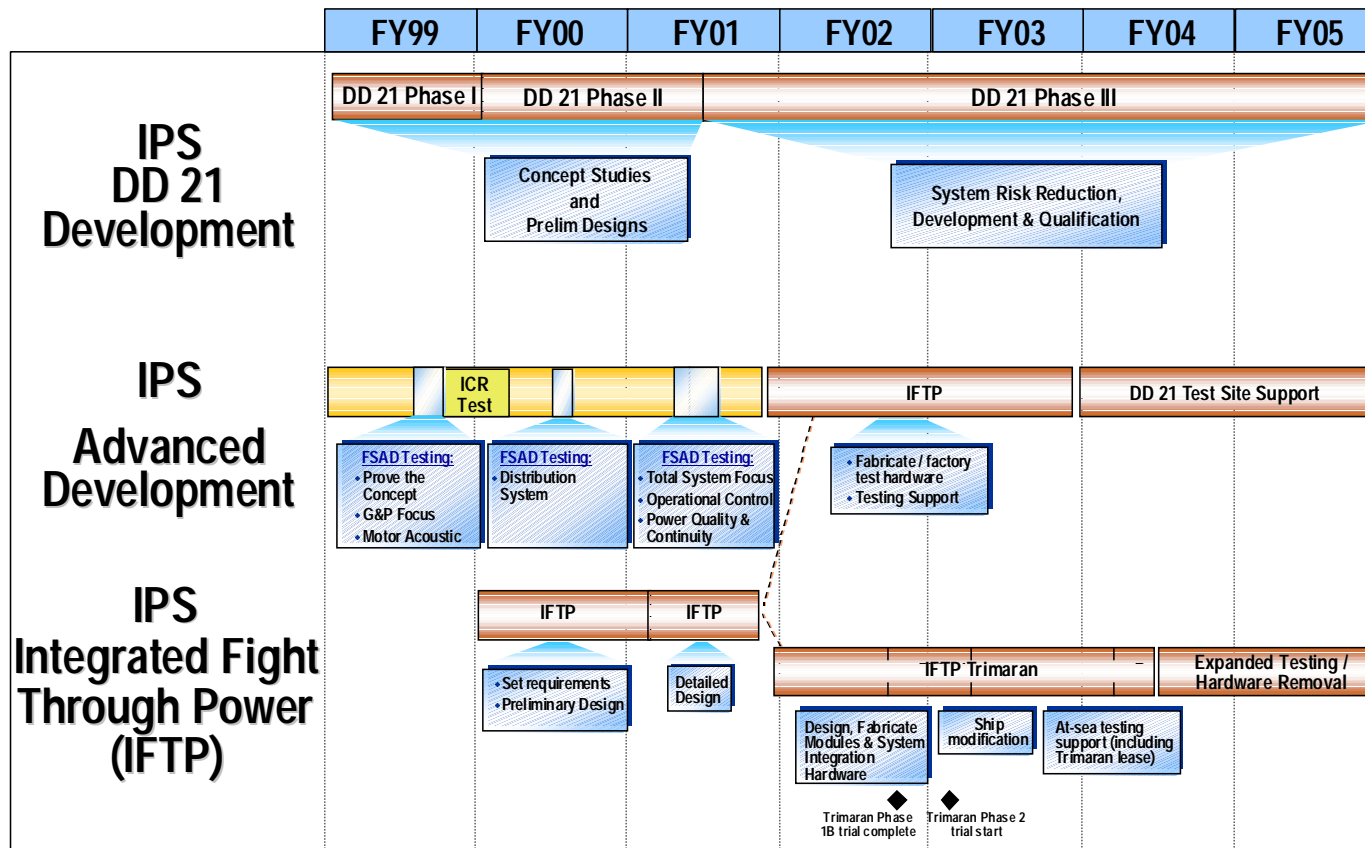 FY99 FY00 FY01 FY02 FY03 FY04 FY05
IPS
DD 21
Development
DD 21 Phase I DD 21 Phase II DD 21 Phase III
Concept Studies
and
Prelim Designs
System Risk Reduction,
Development & Qualification
IPS
Advanced
Development
ICR
Test
IFTP
DD 21 Test Site Support
FSAD Testing:
• Prove the
Concept
• G&P Focus
• Motor Acoustic
FSAD Testing:
• Distribution
System
FSAD Testing:
• Total System Focus
• Operational Control
• Power Quality &
Continuity
• Fabricate / factory
test hardware
• Testing Support
IPS
Integrated Fight
Through Power
(IFTP)
IFTP
IFTP
• Set requirements
• Preliminary Design
Detailed
Design
IFTP Trimaran
Expanded Testing /
Hardware Removal
Design, Fabricate
Modules & System
Integration
Hardware
Ship
modification
At-sea testing
support (including
Trimaran lease)
Trimaran Phase
1B trial complete
Trimaran Phase 2
trial start